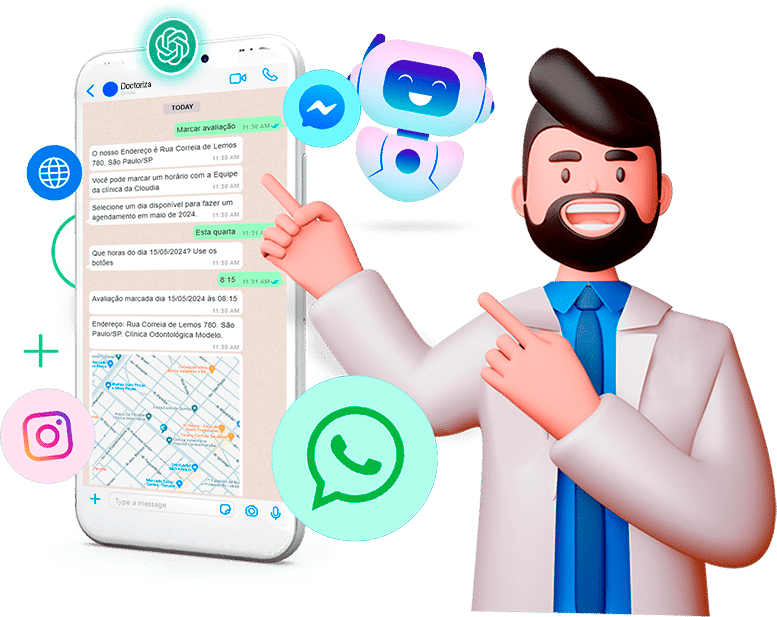 Doctoriza
TODAY
Marcar avaliação 11:30 AM
O nosso Endereço é Rua Correia de Lemos
780. São Paulo/SP
11:30 AM
Você pode marcar um horário com a Equipe
da clínica da Cloudia
11:30 AM
Selecione um dia disponível para fazer um
agendamento em maio de 2024.
11:30 AM
Esta quarta 11:31 A
Que horas do dia 15/05/2024? Use os
botões
11:30 AM
8:15 11:31 AM
Avaliação marcada dia 15/05/2024 às 08:15
11:30 AM
Endereço: Rua Correia de Lemos 780. São
Paulo/SP. Clínica Odontológica Modelo.
11:30 AM
Type a message